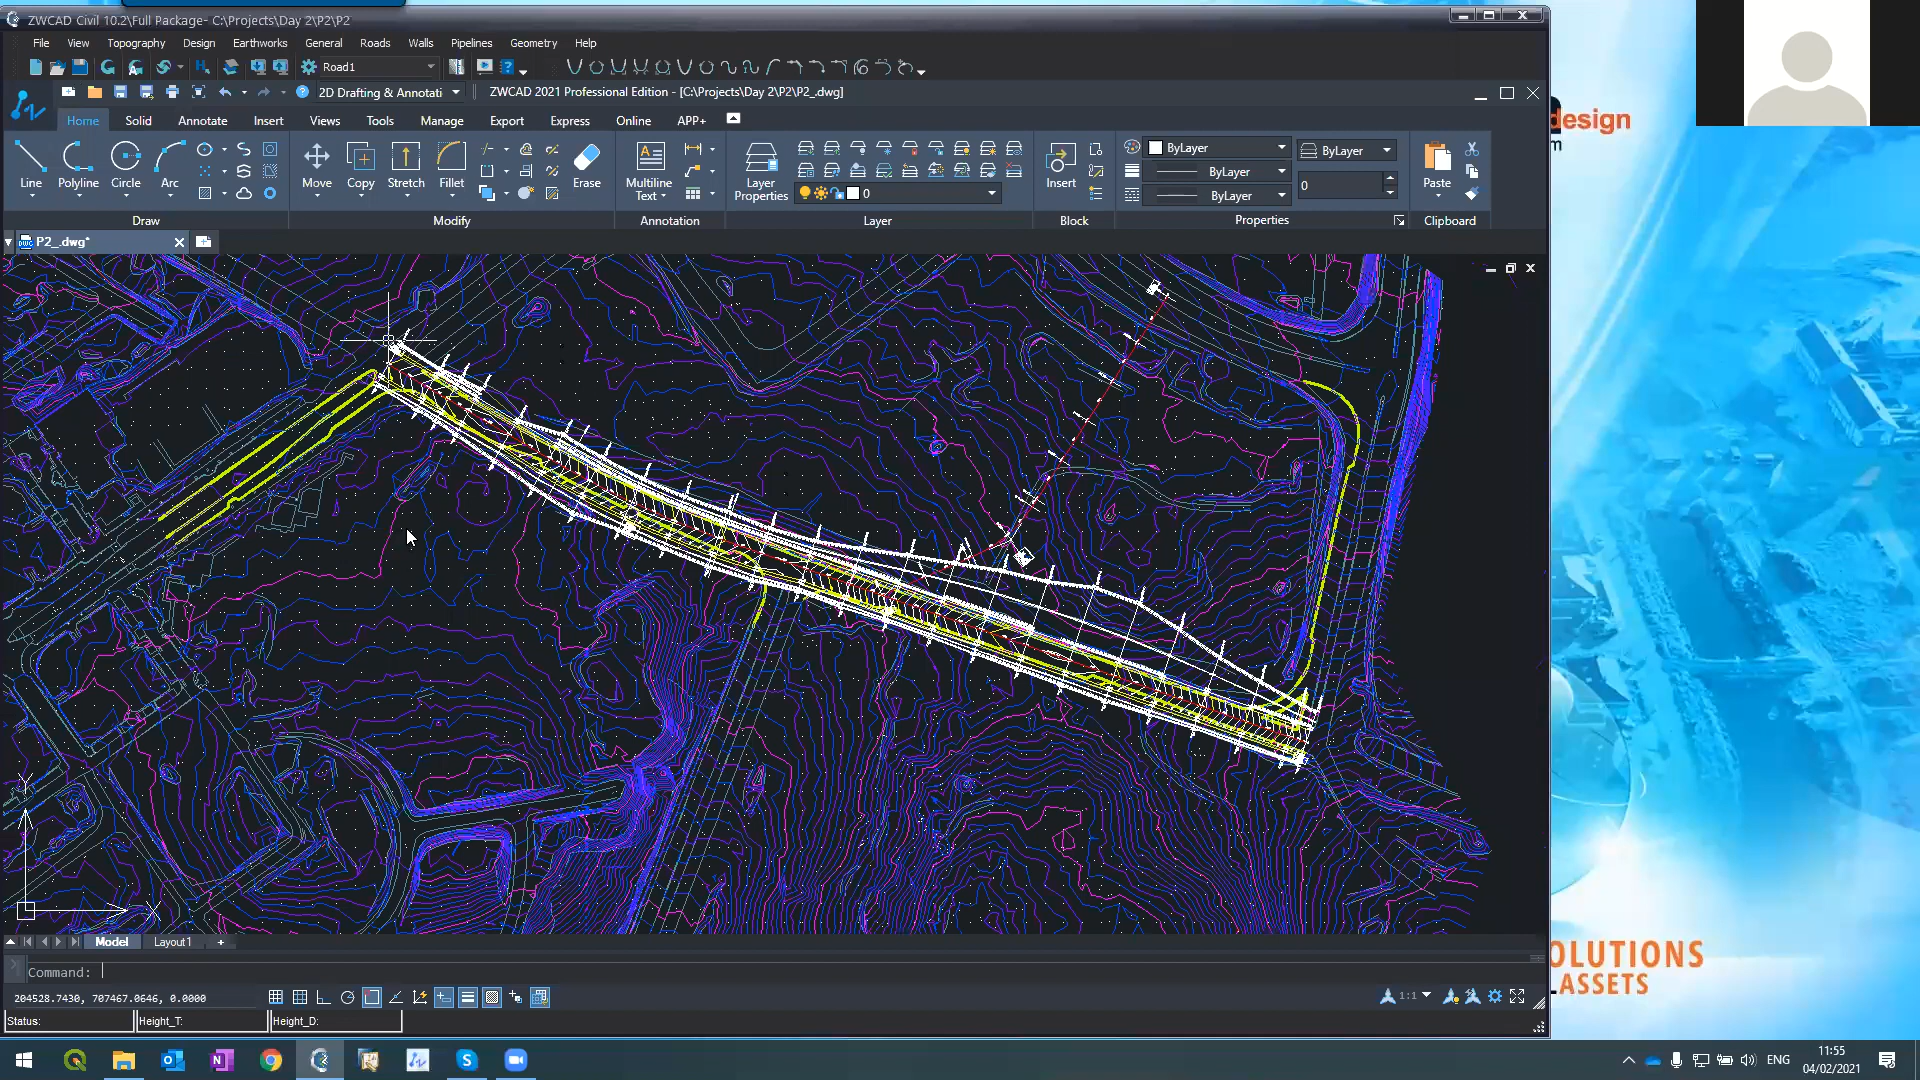 ZWCAD Civil 10.2\Full Package- C:\Projects\Day 2\P2\P2
File View Topography Design Earthworks General Roads Walls Pipelines Geometry Help
Road1
2D Drafting & Annotati
ZWCAD 2021 Professional Edition - [C:\Projects\Day 2\P2\P2_.dwg]
Home Solid Annotate Insert Views Tools Manage Export Express Online APP+
ByLayer ByLayer
ByLayer
0
ByLayer
Line Polyline Circle Arc Move Copy Stretch Fillet Erase Multiline Text Layer Properties Insert Paste
0
Draw Modify Annotation Layer Block Properties Clipboard
P2_.dwg*
design
m
Y
X
Model Layout1 +
Command:
204528.7430, 707467.0646, 0.0000
1:1
Status: Height_T: Height_D:
OLUTIONS
ASSETS
ENG
11:55
04/02/2021